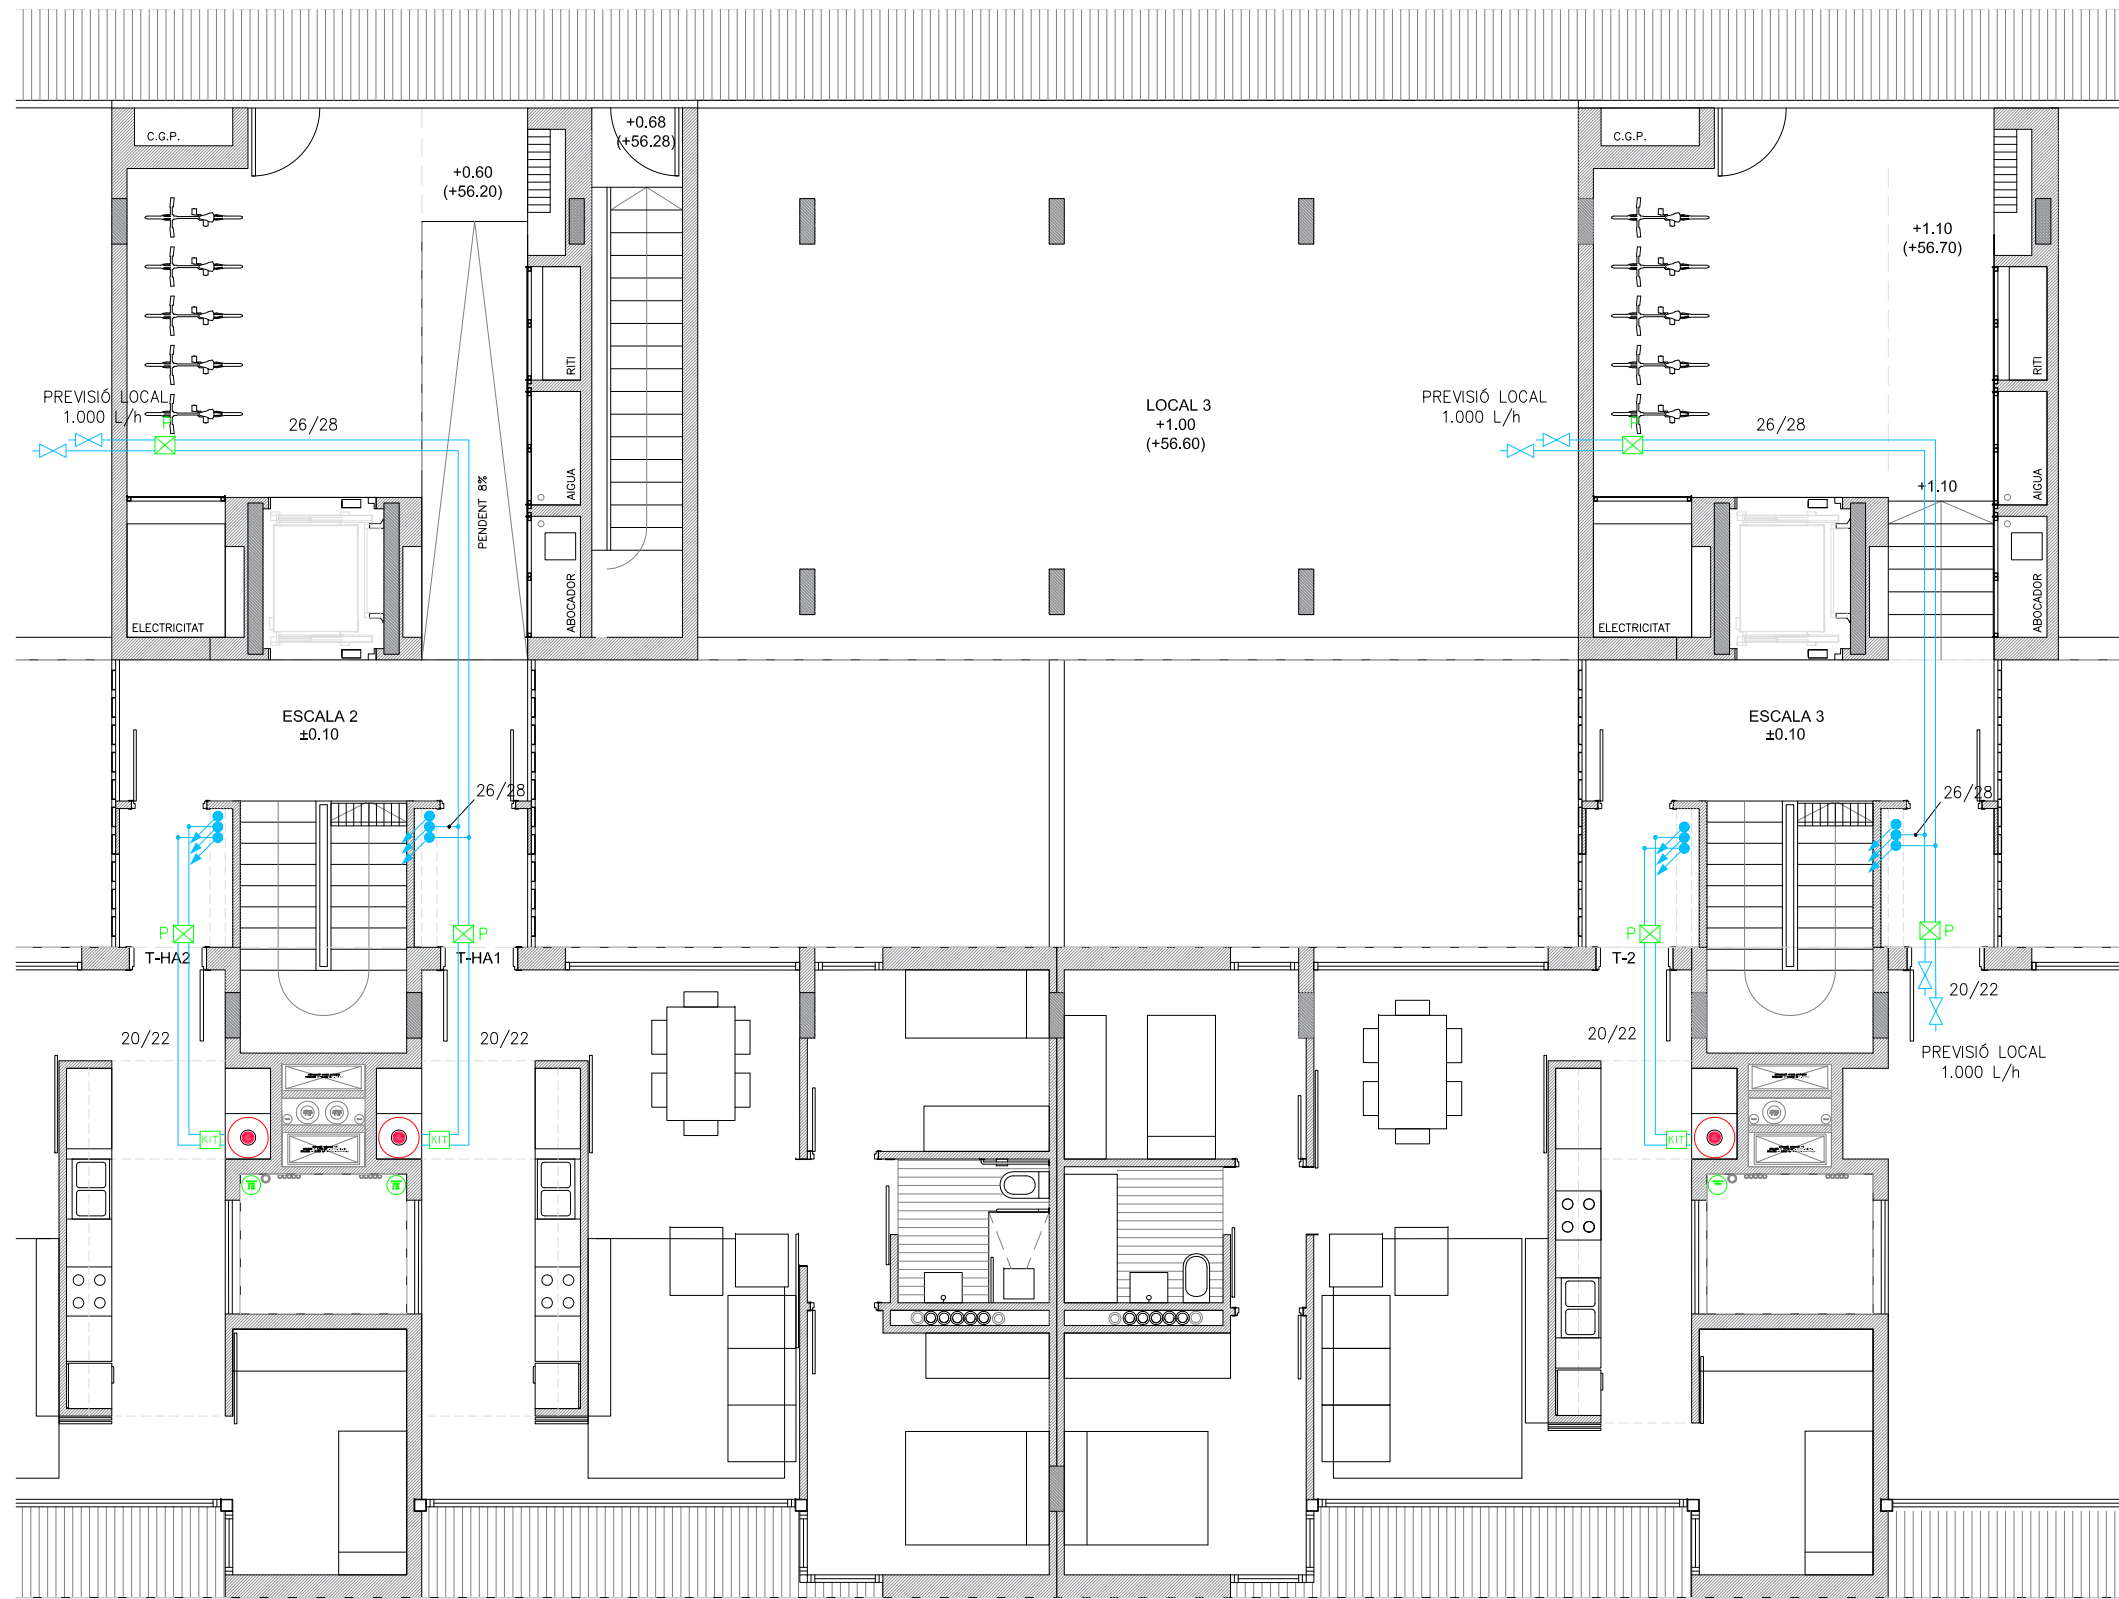 C.G.P.
+0.68
(+56.28)
+0.60
(+56.20)
C.G.P.
+1.10
(+56.70)
RITI
RITI
PREVISIÓ LOCAL
1.000 L/h
P
26/28
LOCAL 3
+1.00
(+56.60)
PREVISIÓ LOCAL
1.000 L/h
P
26/28
PENDENT 8%
AIGUA
+1.10
AIGUA
ELECTRICITAT
ABOCADOR
ELECTRICITAT
ABOCADOR
ESCALA 2
±0.10
ESCALA 3
±0.10
26/28
26/28
P
P
P
P
T-HA2
T-HA1
T-2
20/22
20/22
20/22
20/22
PREVISIÓ LOCAL
1.000 L/h
KIT
KIT
KIT